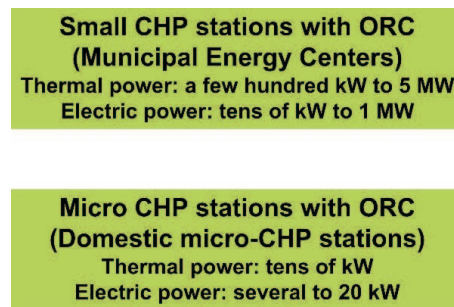 Small CHP stations with ORC
(Municipal Energy Centers)
Thermal power: a few hundred kW to 5 MW
Electric power: tens of kW to 1 MW
Micro CHP stations with ORC
(Domestic micro-CHP stations)
Thermal power: tens of kW
Electric power: several to 20 kW